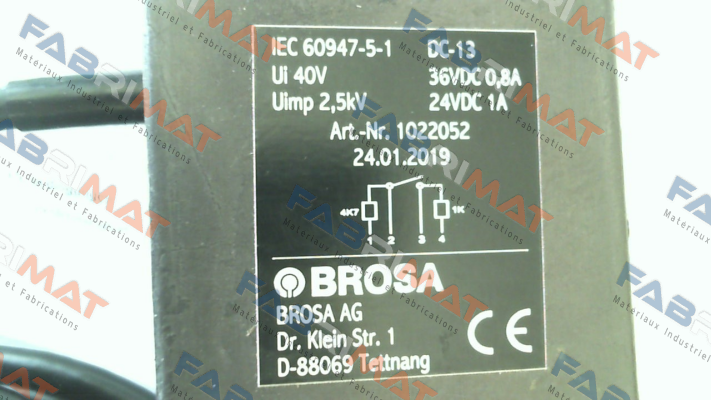 IEC 60947-5-1 DC-13
Ui 40V 36VDC 0,8A
Uimp 2,5kV 24VDC 1A
Art.-Nr. 1022052
24.01.2019
4K7 1K
1 2 3 4
BROSA
BROSA AG
Dr. Klein Str. 1
D-88069 Tettnang
CE
FABRIMAT
Matériaux Industriel et Fabrications